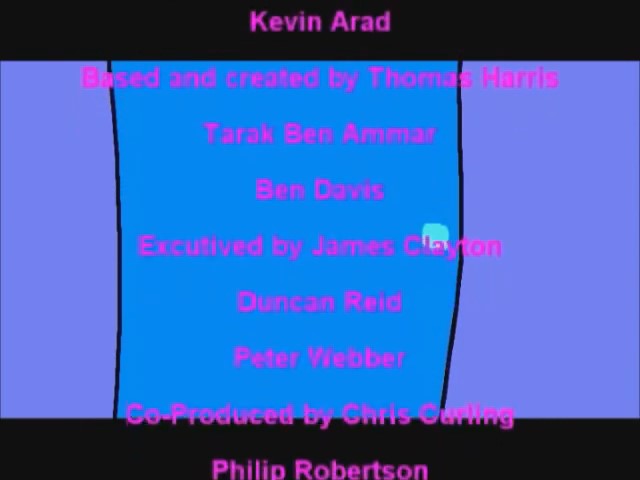 Kevin Arad
Based and created by Thomas Harris
Tarak Ben Ammar
Ben Davis
Excutived by James Clayton
Duncan Reid
Peter Webber
Co-Produced by Chris Curling
Philip Robertson